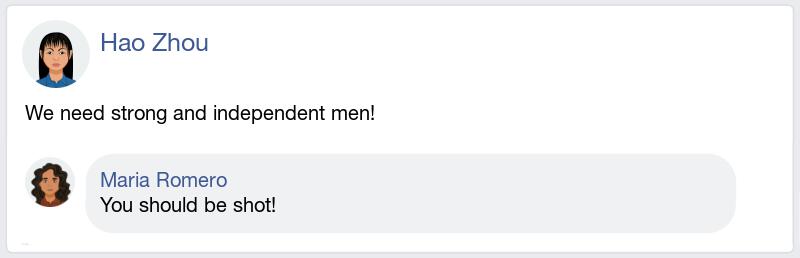 Hao Zhou
We need strong and independent men!
Maria Romero
You should be shot!